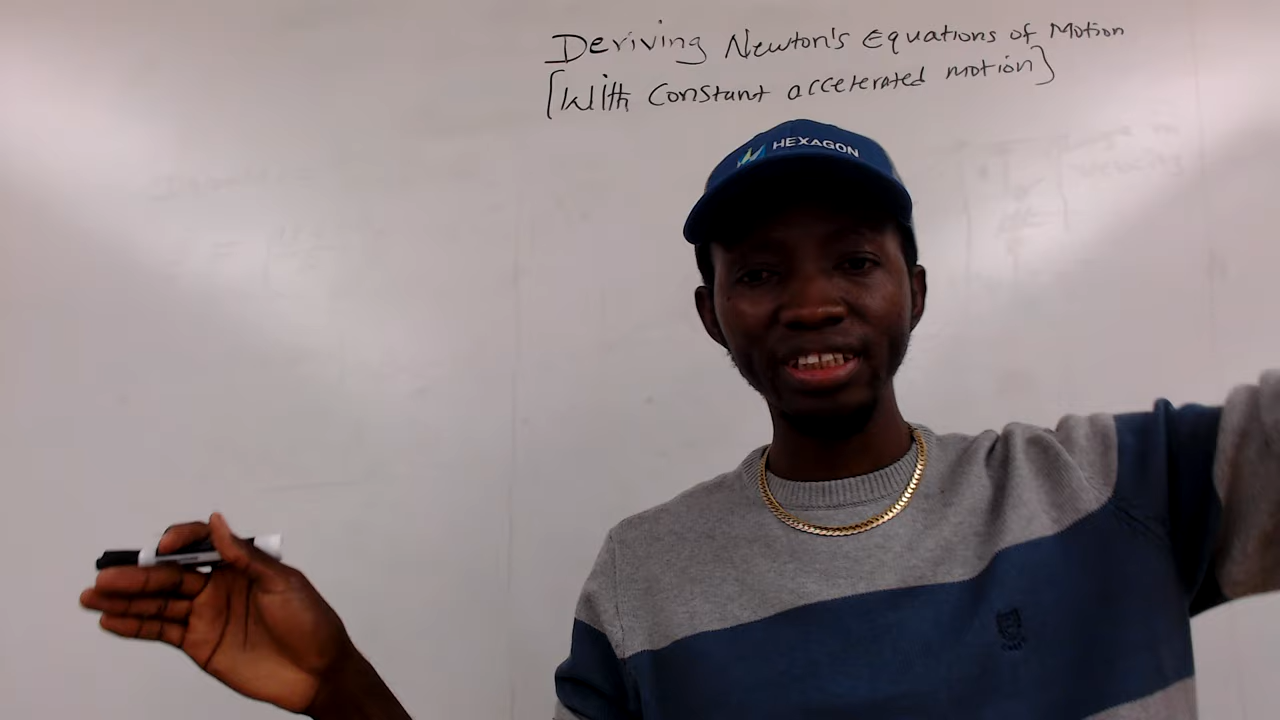 Deriving Newton's Equations of Motion
[With Constant accelerated motion]
HEXAGON